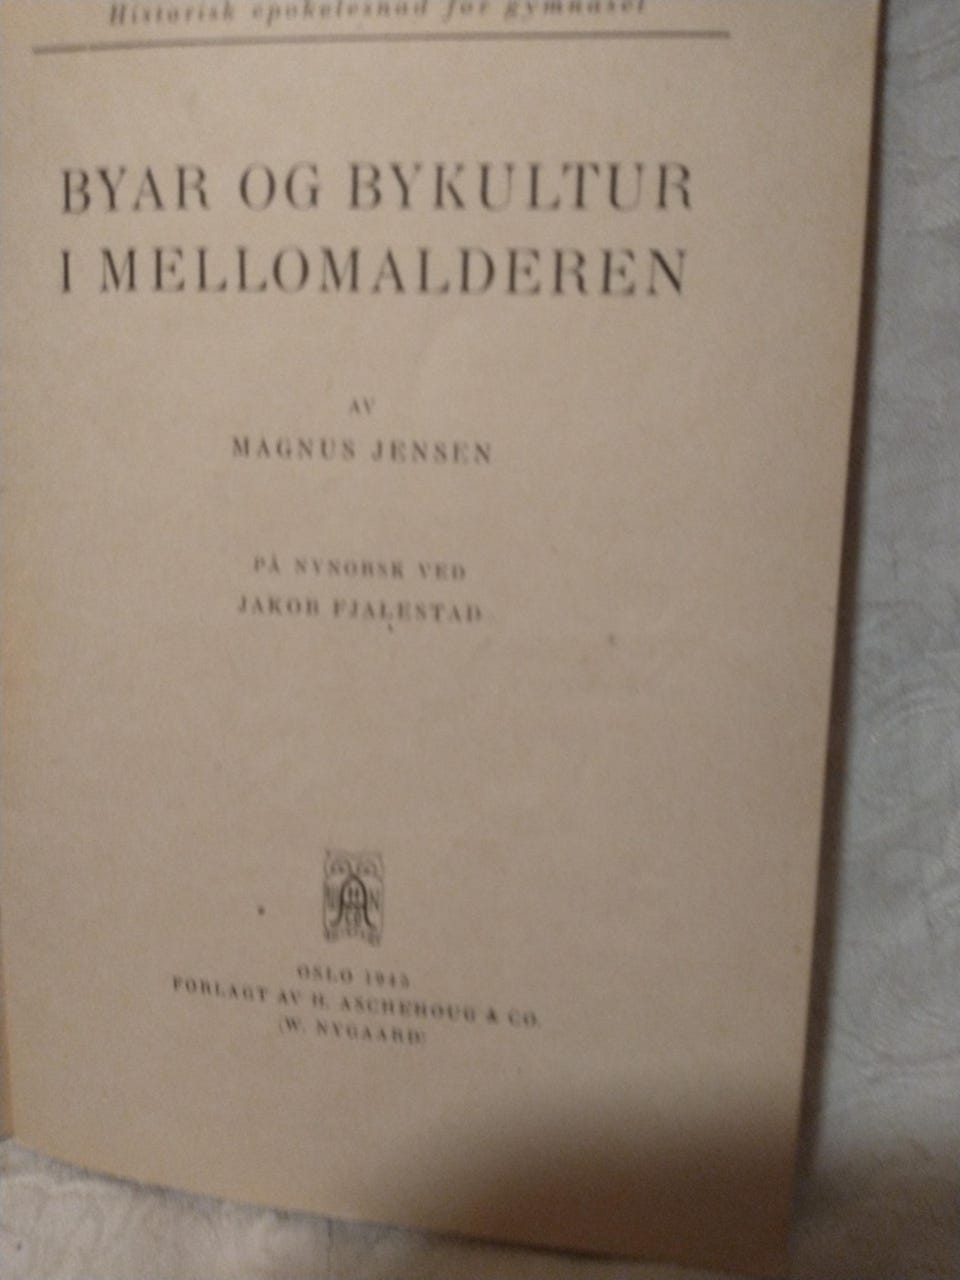 Historisk epokelesnad for gymnaset
BYAR OG BYKULTUR
I MELLOMALDEREN
AV
MAGNUS JENSEN
PÅ NYNORSK VED
JAKOB FJALESTAD
OSLO 1945
FORLAGT AV H. ASCHEHOUG & CO.
(W. NYGAARD)